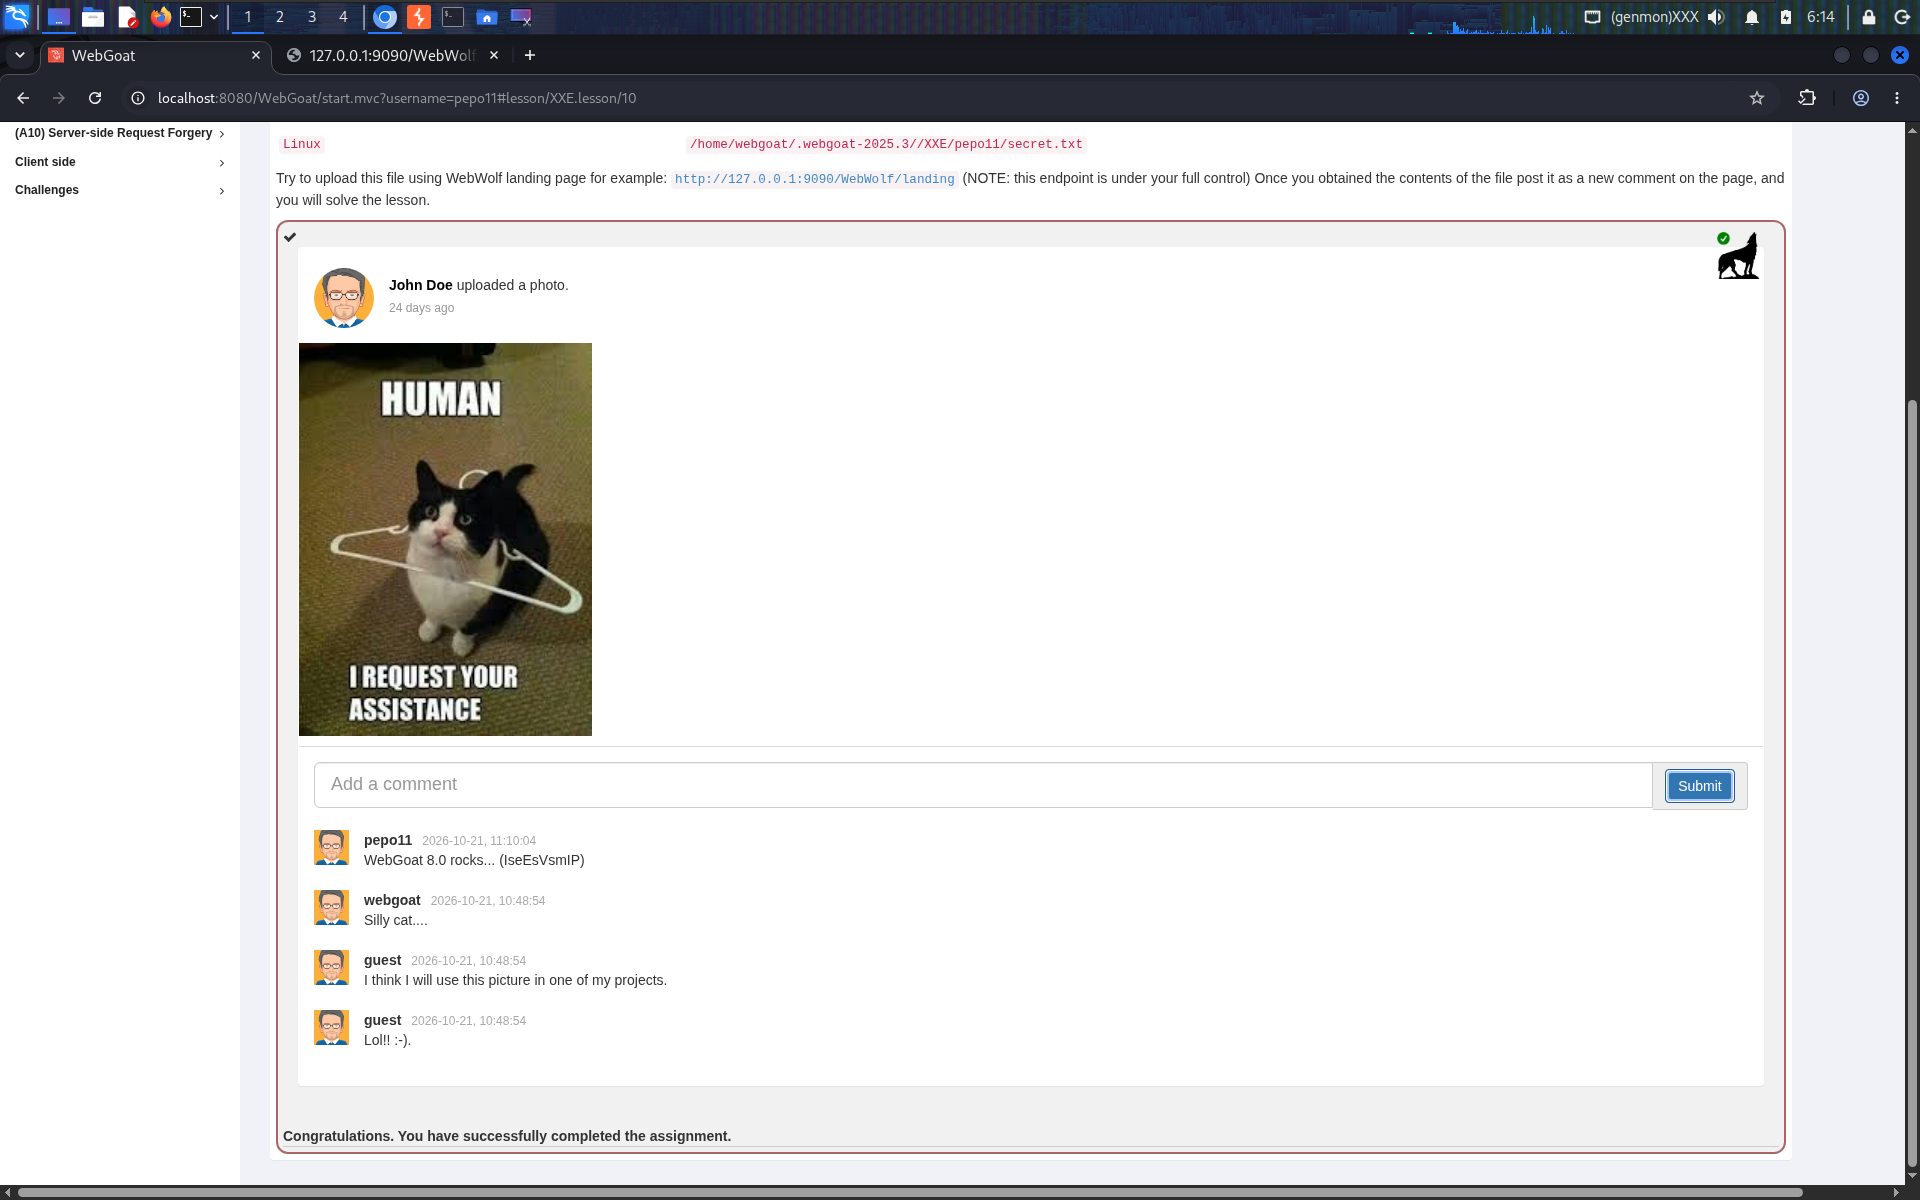 1 2 3 4 (genmon)XXX 6:14
WebGoat 127.0.0.1:9090/WebWolf
localhost:8080/WebGoat/start.mvc?username=pepo11#lesson/XXE.lesson/10
(A10) Server-side Request Forgery
Client side
Challenges
Linux /home/webgoat/.webgoat-2025.3//XXE/pepo11/secret.txt
Try to upload this file using WebWolf landing page for example: http://127.0.0.1:9090/WebWolf/landing (NOTE: this endpoint is under your full control) Once you obtained the contents of the file post it as a new comment on the page, and
you will solve the lesson.
John Doe uploaded a photo.
24 days ago
HUMAN
I REQUEST YOUR
ASSISTANCE
Add a comment
Submit
pepo11 2026-10-21, 11:10:04
WebGoat 8.0 rocks... (IseEsVsmIP)
webgoat 2026-10-21, 10:48:54
Silly cat....
guest 2026-10-21, 10:48:54
I think I will use this picture in one of my projects.
guest 2026-10-21, 10:48:54
Lol!! :-).
Congratulations. You have successfully completed the assignment.